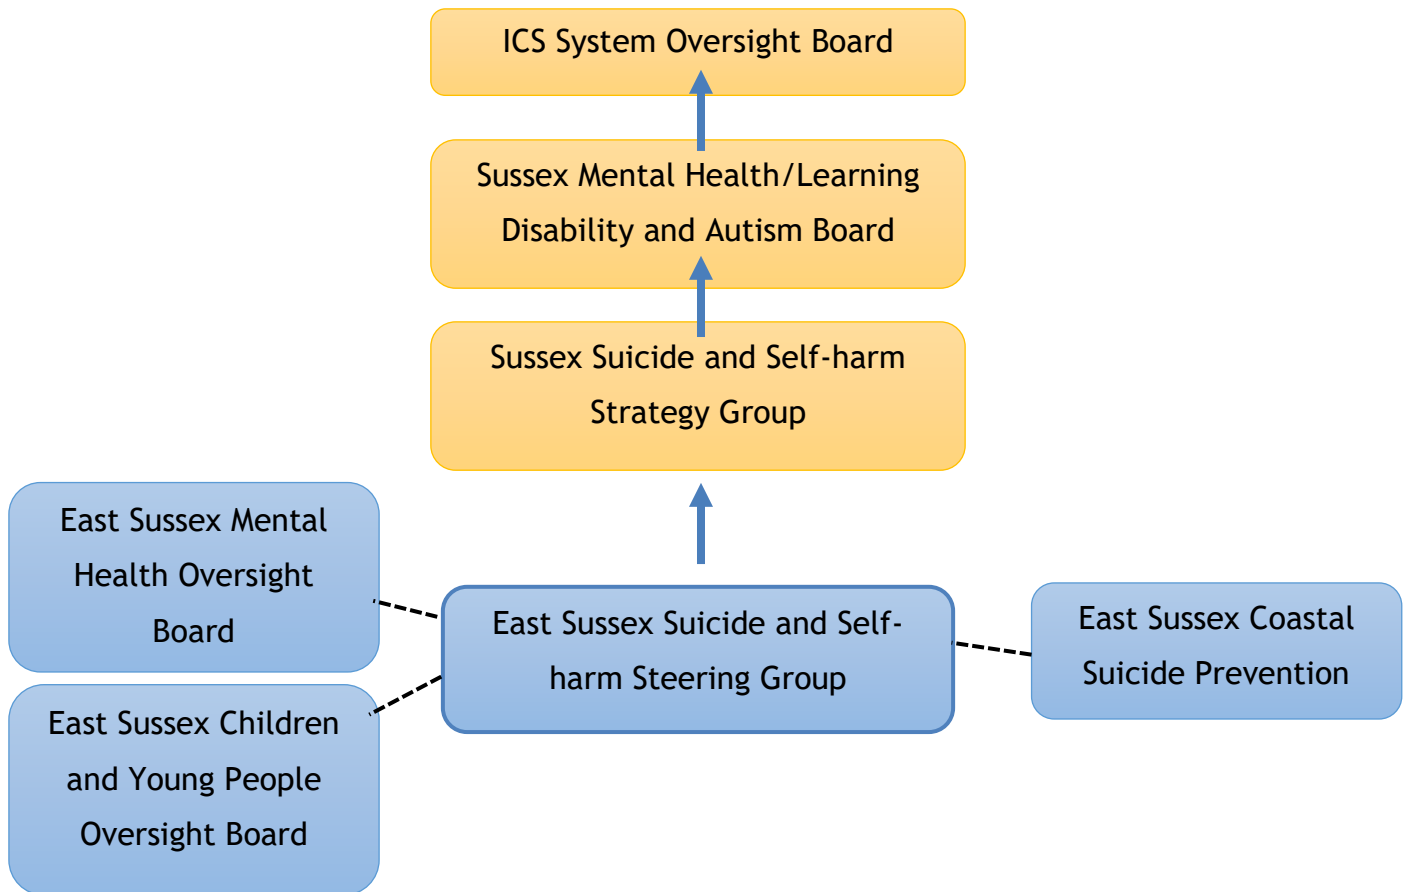 ICS System Oversight Board
Sussex Mental Health/Learning
Disability and Autism Board
Sussex Suicide and Self-harm
Strategy Group
East Sussex Mental
Health Oversight
Board
East Sussex Suicide and Self-
harm Steering Group
East Sussex Coastal
Suicide Prevention
East Sussex Children
and Young People
Oversight Board